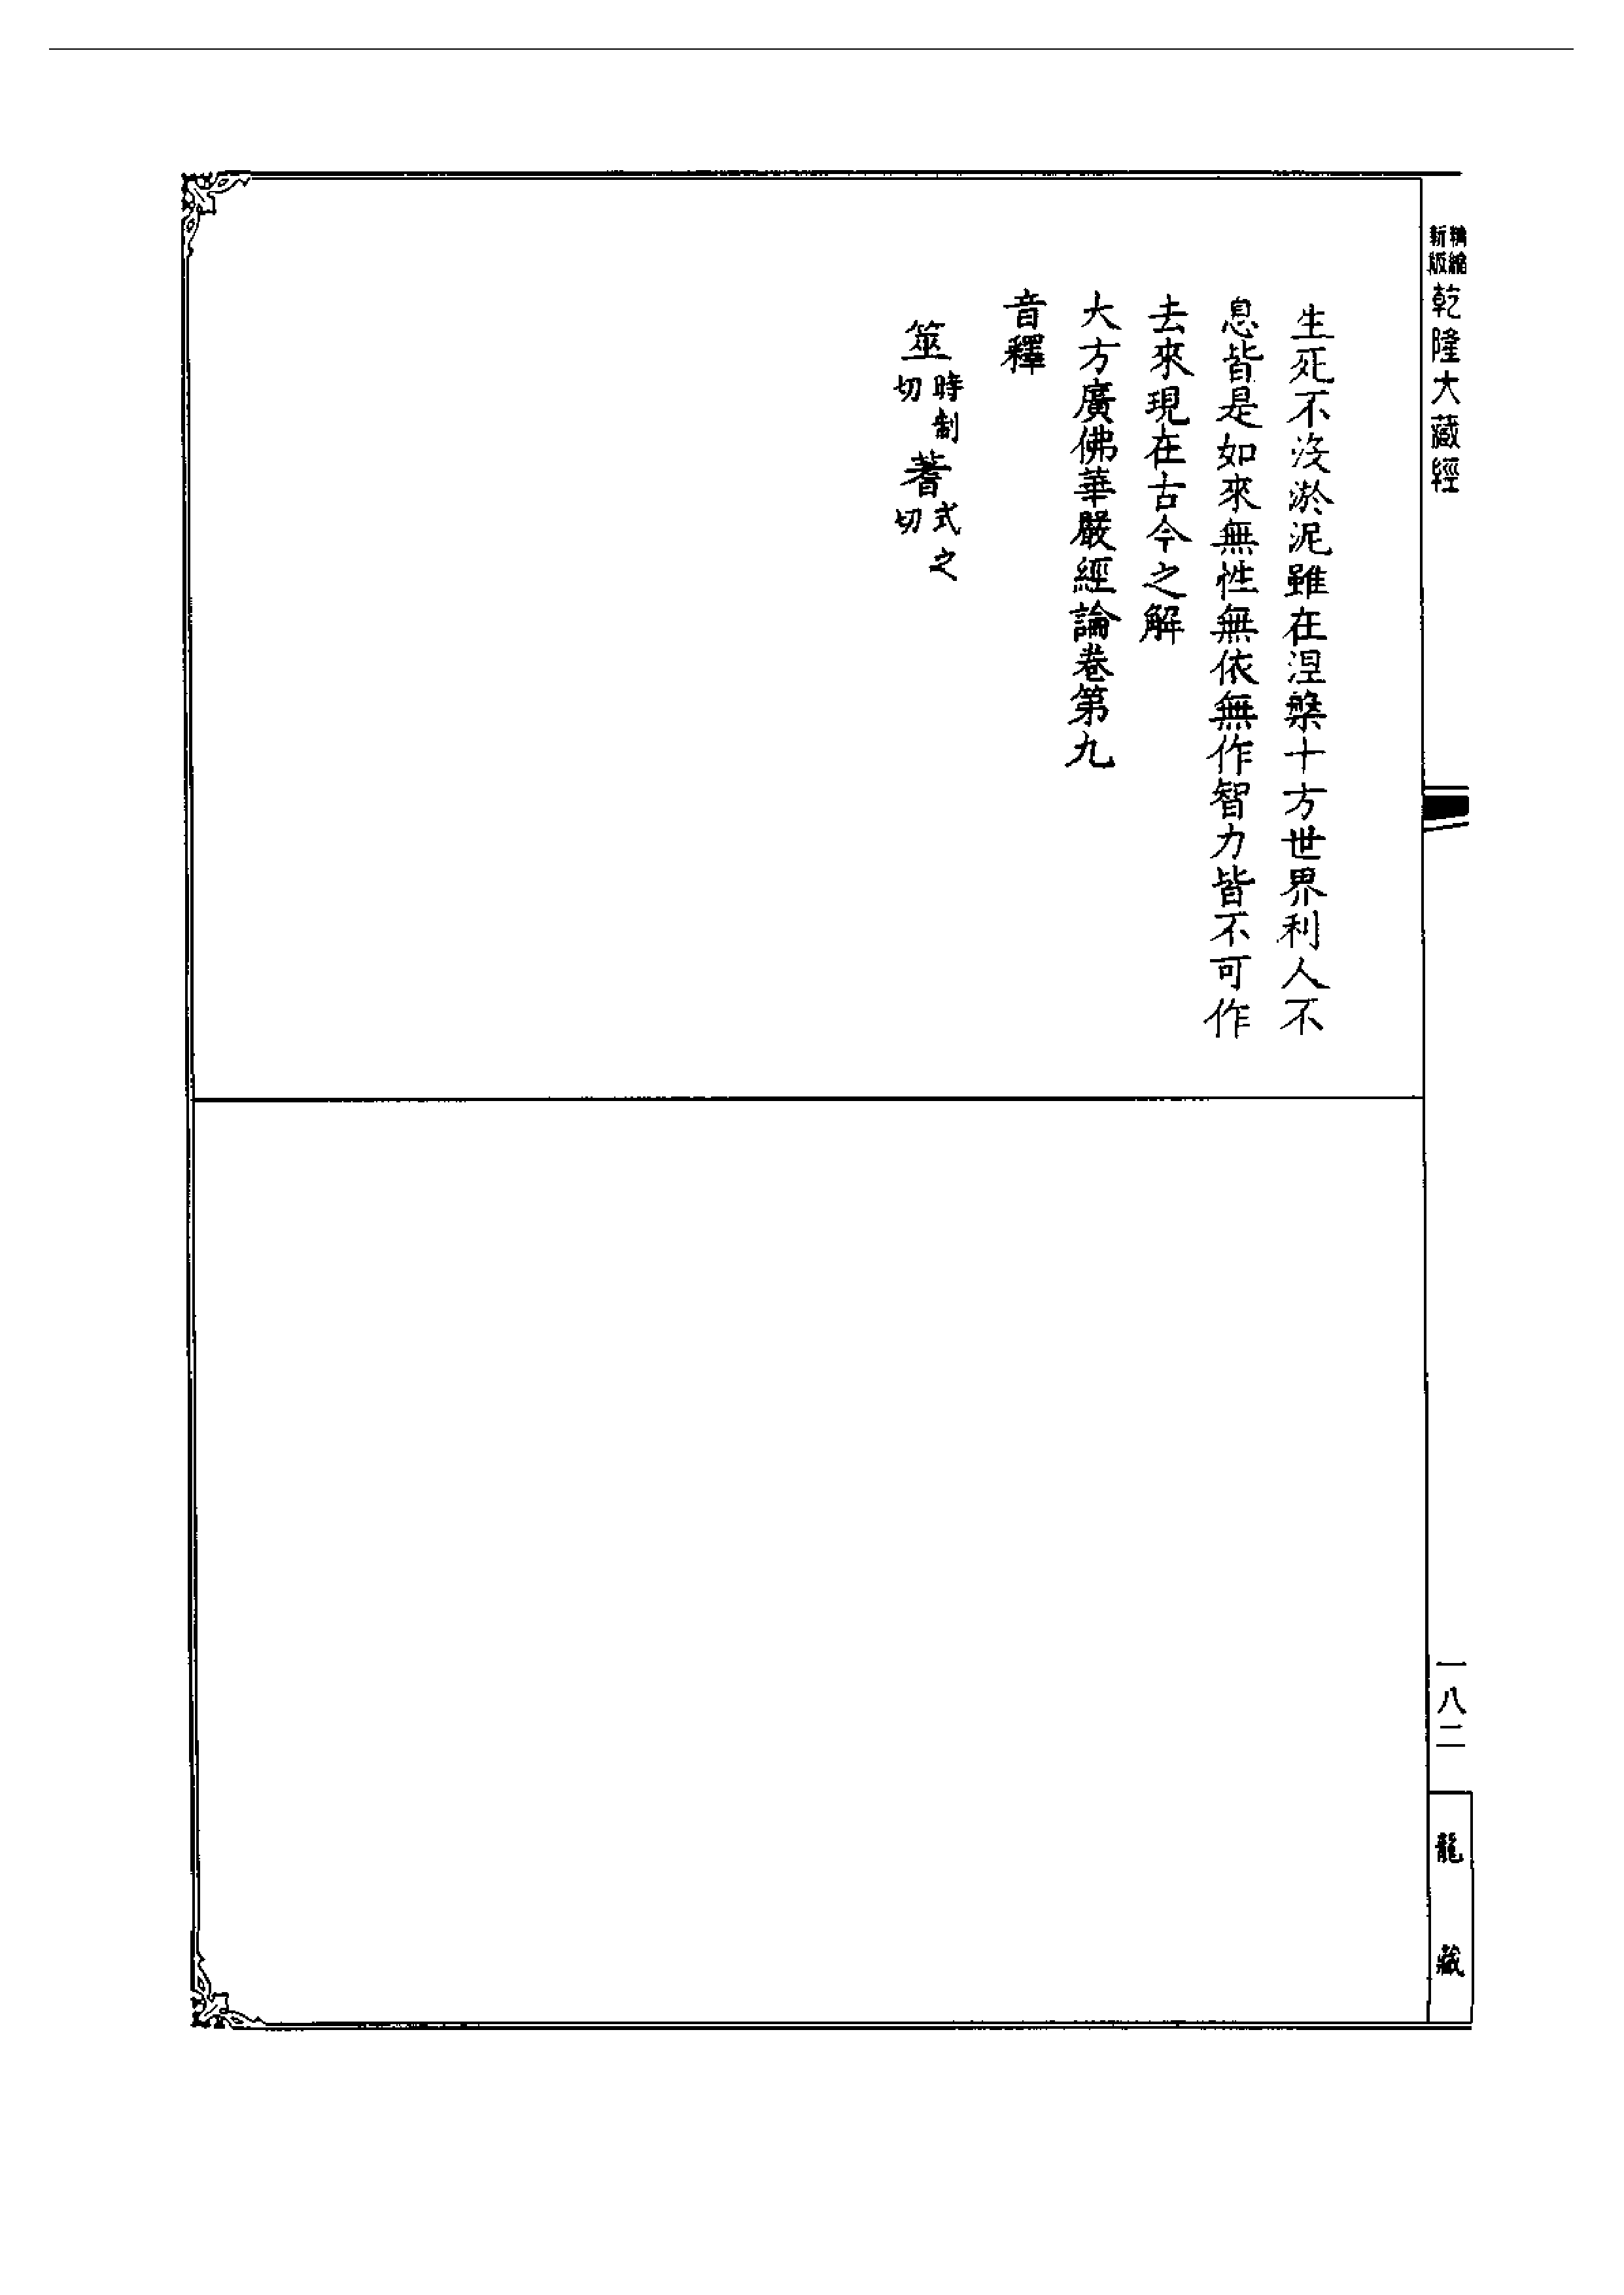 精縮
新版
乾隆大藏經
生死不沒淤泥雖在涅槃十方世界利人不
息皆是如來無性無依無作智力皆不可作
去來現在古今之解
大方廣佛華嚴經論卷第九
音釋
筮時制切 蓍式之切
一八二
龍藏